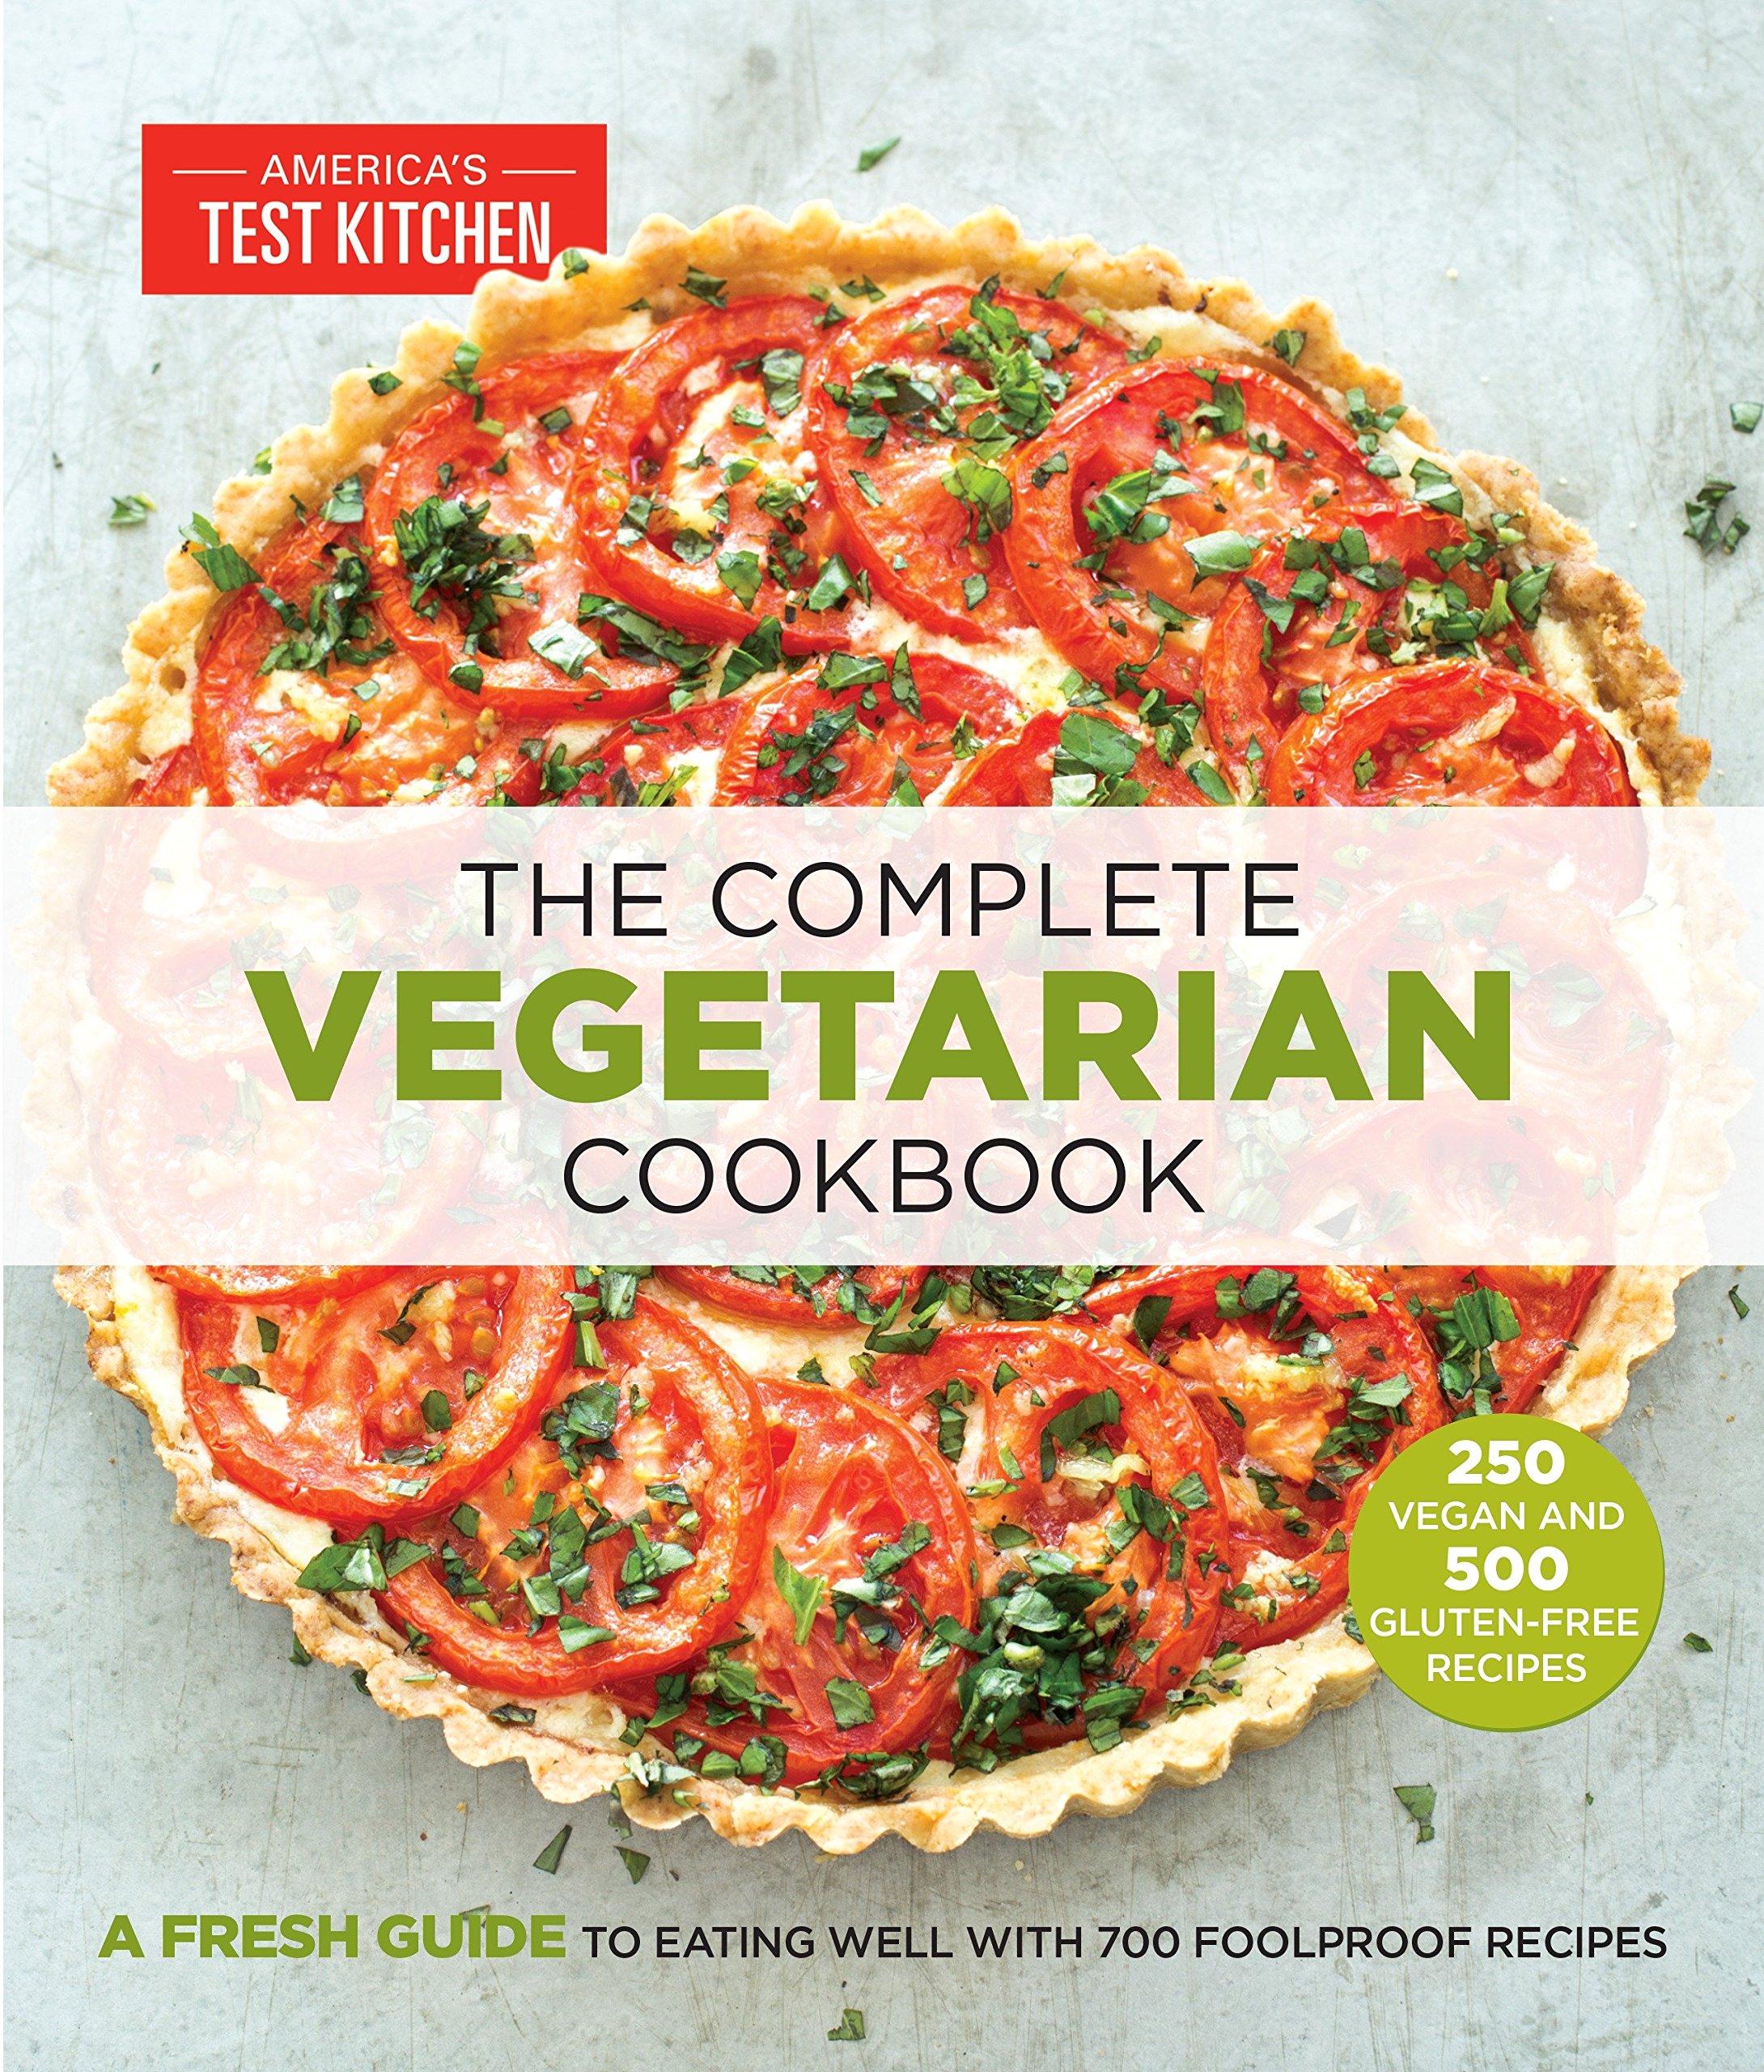 AMERICA'S
TEST KITCHEN
THE COMPLETE
VEGETARIAN
COOKBOOK
250
VEGAN AND
500
GLUTEN-FREE
RECIPES
A FRESH GUIDE TO EATING WELL WITH 700 FOOLPROOF RECIPES